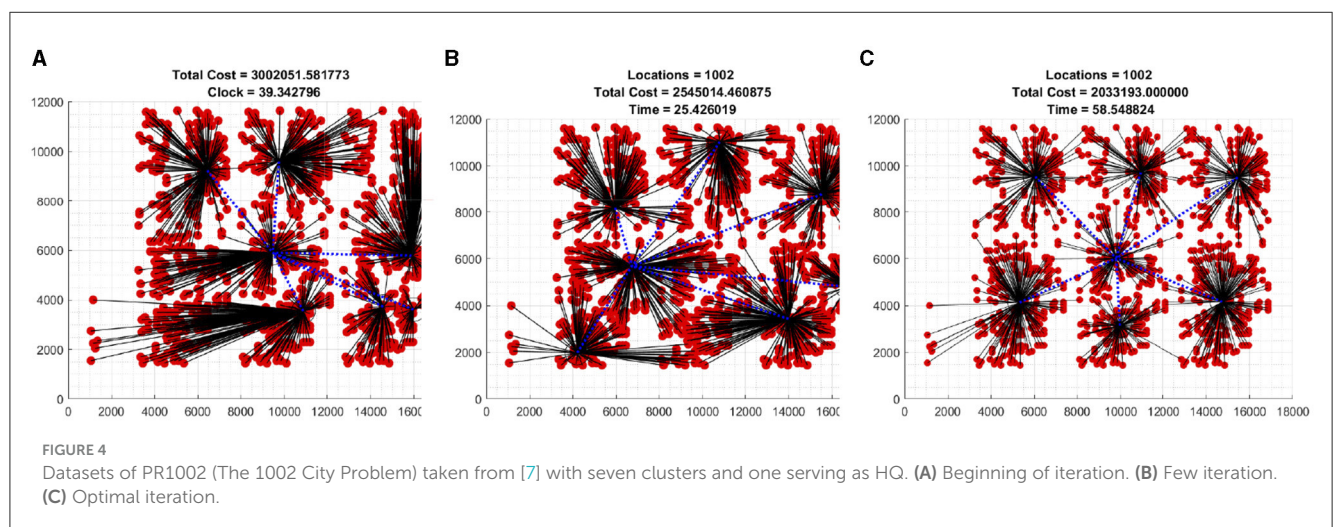 A
Total Cost = 3002051.581773
Clock = 39.342796
12000
10000
8000
6000
4000
2000
0
0 2000 4000 6000 8000 10000 12000 14000 160
B
Locations = 1002
Total Cost = 2545014.460875
Time = 25.426019
12000
10000
8000
6000
4000
2000
0
0 2000 4000 6000 8000 10000 12000 14000 16
C
Locations = 1002
Total Cost = 2033193.000000
Time = 58.548824
12000
10000
8000
6000
4000
2000
0
0 2000 4000 6000 8000 10000 12000 14000 16000 18000
FIGURE 4
Datasets of PR1002 (The 1002 City Problem) taken from [7] with seven clusters and one serving as HQ. (A) Beginning of iteration. (B) Few iteration.
(C) Optimal iteration.